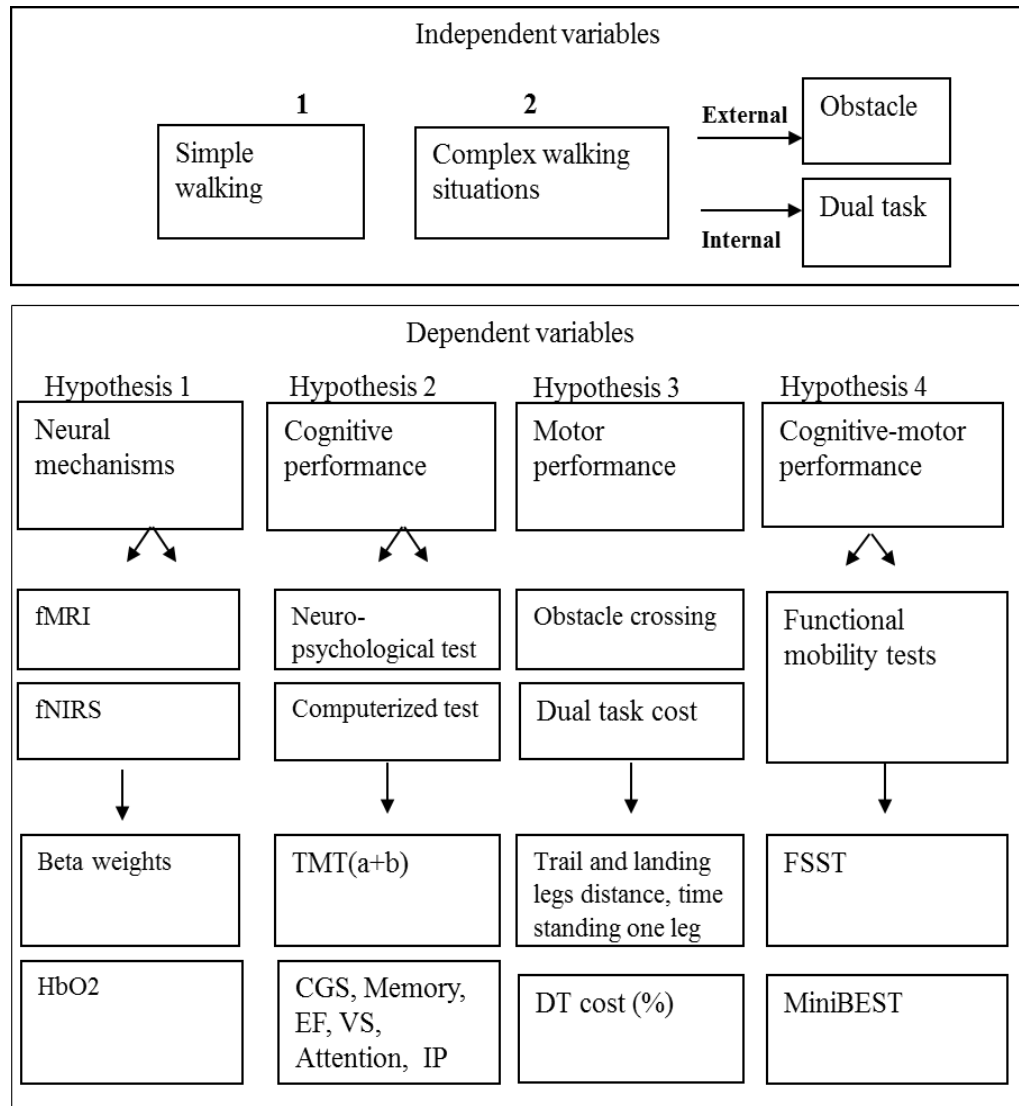 Independent variables
1
Simple
walking
2
Complex walking
situations
External
Obstacle
Internal
Dual task
Dependent variables
Hypothesis 1
Neural
mechanisms
fMRI
fNIRS
Beta weights
HbO2
Hypothesis 2
Cognitive
performance
Neuro-
psychological test
Computerized test
TMT(a+b)
CGS, Memory,
EF, VS,
Attention, IP
Hypothesis 3
Motor
performance
Obstacle crossing
Dual task cost
Trail and landing
legs distance, time
standing one leg
DT cost (%)
Hypothesis 4
Cognitive-motor
performance
Functional
mobility tests
FSST
MiniBEST